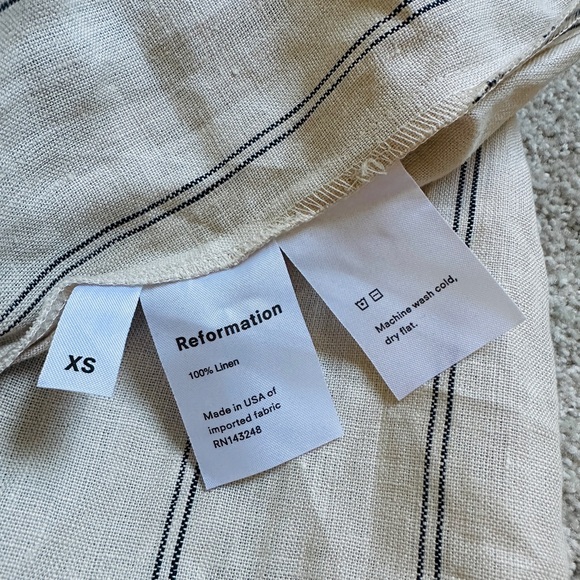 XS
Reformation
100% Linen
Made in USA of
imported fabric
RN143248
Machine wash cold,
dry flat.